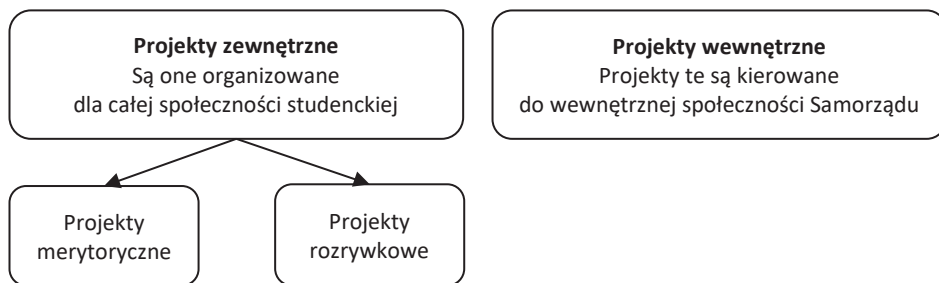 Projekty zewnętrzne
Są one organizowane
dla całej społeczności studenckiej
Projekty wewnętrzne
Projekty te są kierowane
do wewnętrznej społeczności Samorządu
Projekty
merytoryczne
Projekty
rozrywkowe